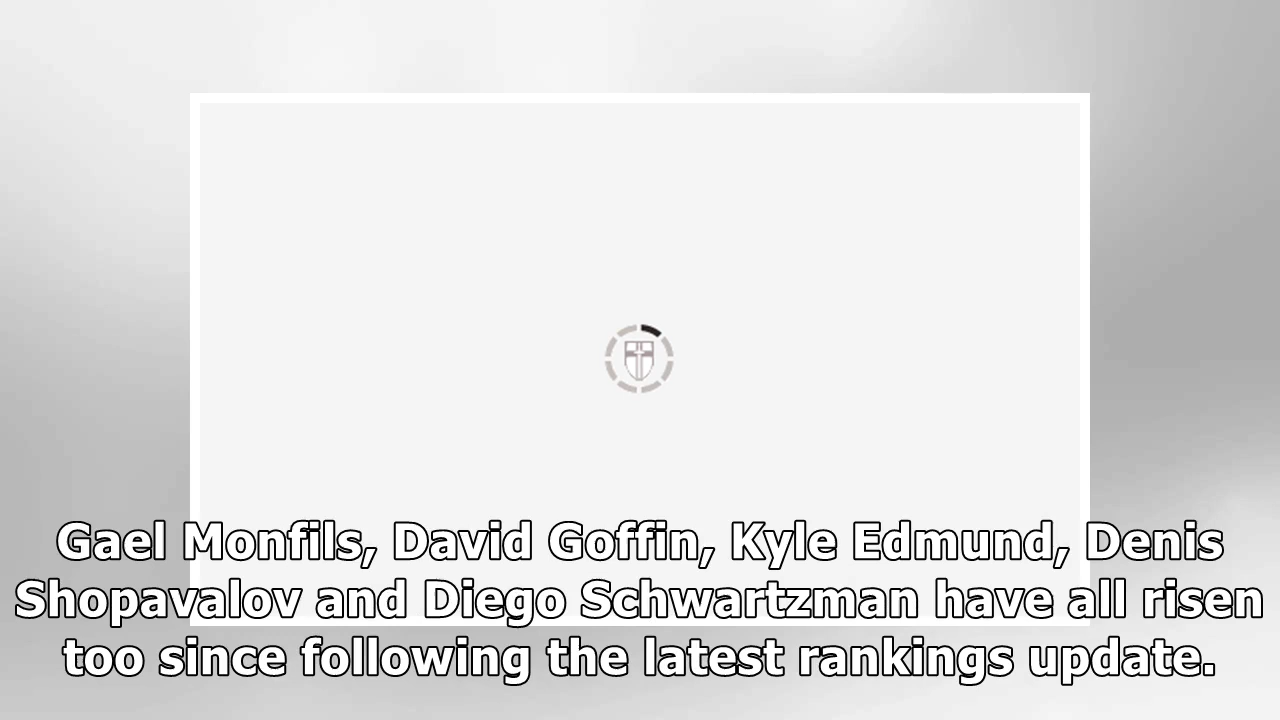 Gael Monfils, David Goffin, Kyle Edmund, Denis
Shopavalov and Diego Schwartzman have all risen
too since following the latest rankings update.